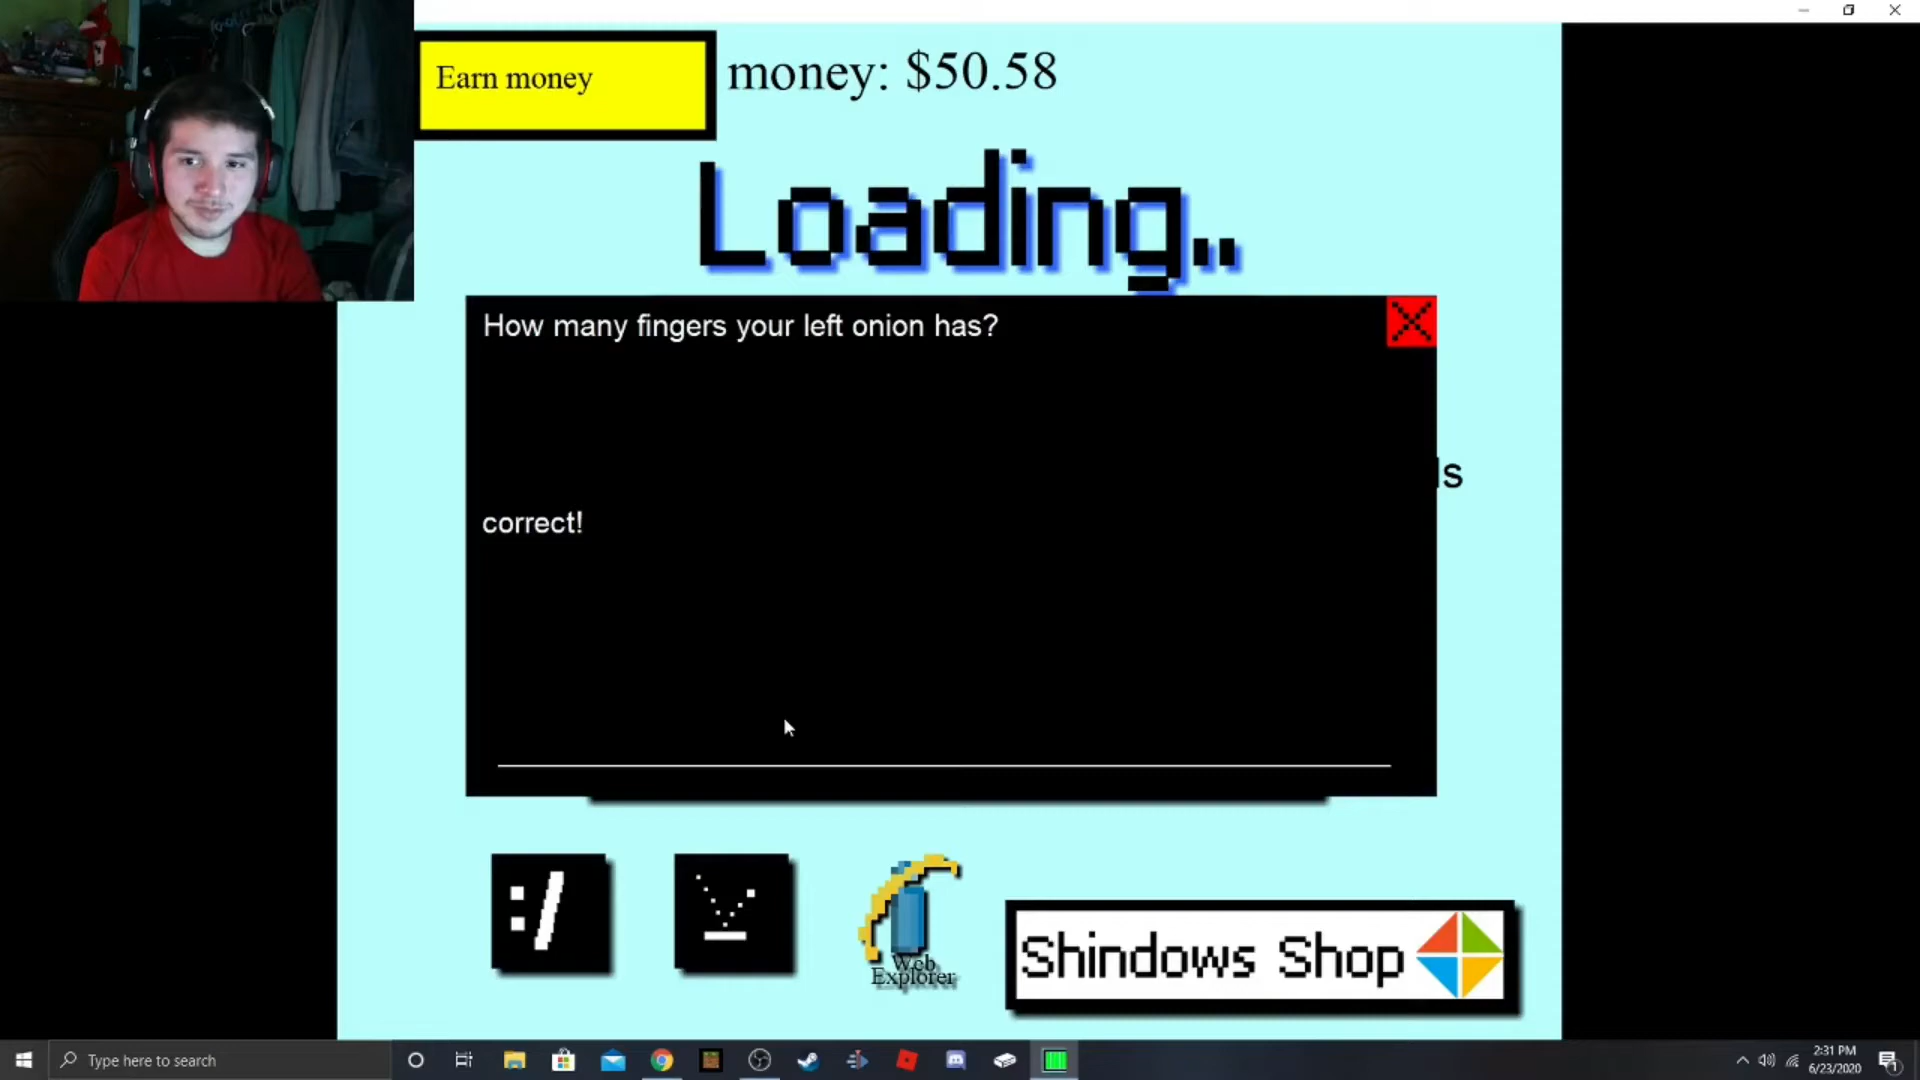 Earn money
money: $50.58
Loading..
How many fingers your left onion has?
ls
correct!
:/
Web
Explorer
Shindows Shop
Type here to search
2:31 PM
6/23/2020